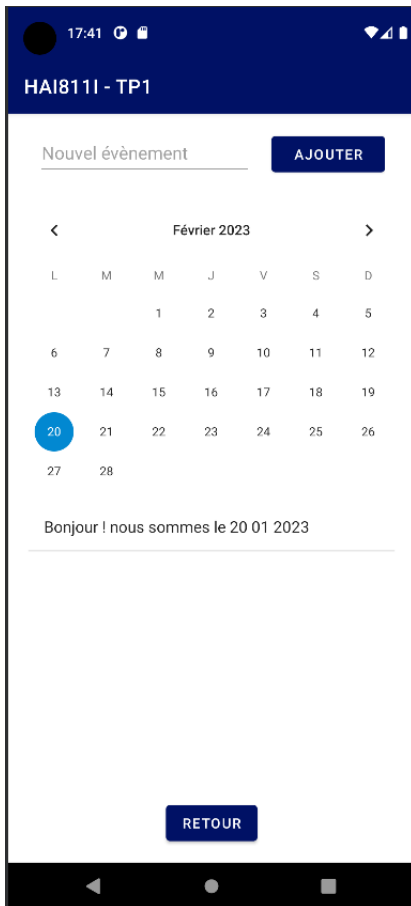 17:41
HAI811I - TP1
Nouvel évènement AJOUTER
Février 2023
L M M J V S D
1 2 3 4 5
6 7 8 9 10 11 12
13 14 15 16 17 18 19
20 21 22 23 24 25 26
27 28
Bonjour ! nous sommes le 20 01 2023
RETOUR